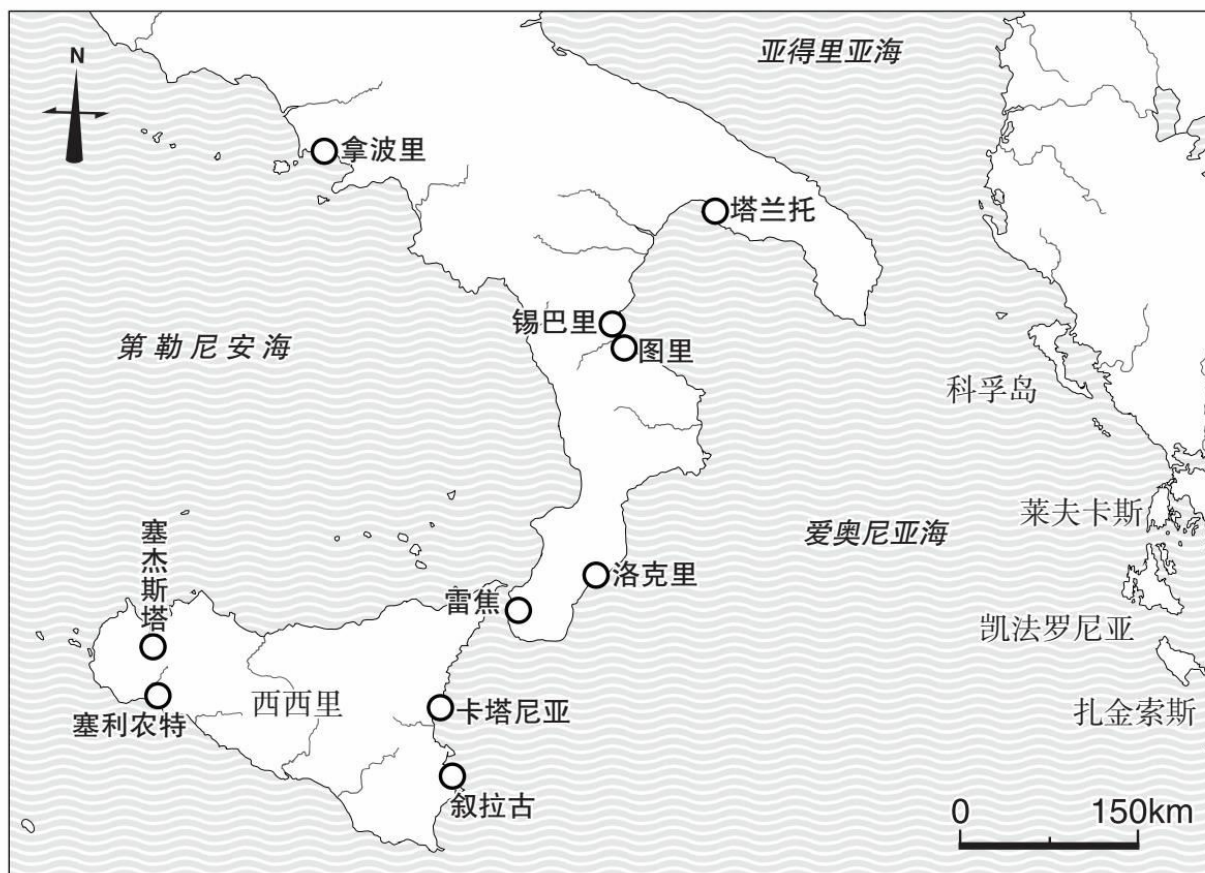 亚得里亚海
N
拿波里
塔兰托
锡巴里
图里
第勒尼安海
科孚岛
莱夫卡斯
爱奥尼亚海
塞杰斯塔
洛克里
雷焦
凯法罗尼亚
塞利农特
西西里
卡塔尼亚
扎金索斯
叙拉古
0 150km